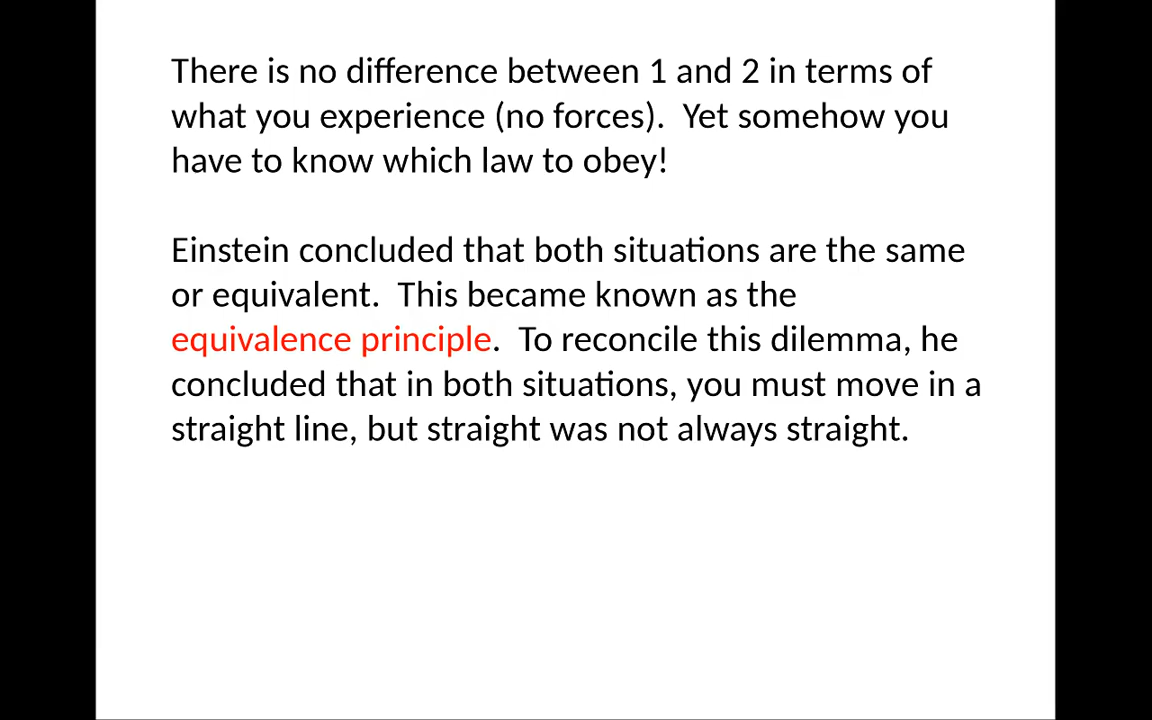 There is no difference between 1 and 2 in terms of
what you experience (no forces).  Yet somehow you
have to know which law to obey!
Einstein concluded that both situations are the same
or equivalent.  This became known as the
equivalence principle.  To reconcile this dilemma, he
concluded that in both situations, you must move in a
straight line, but straight was not always straight.